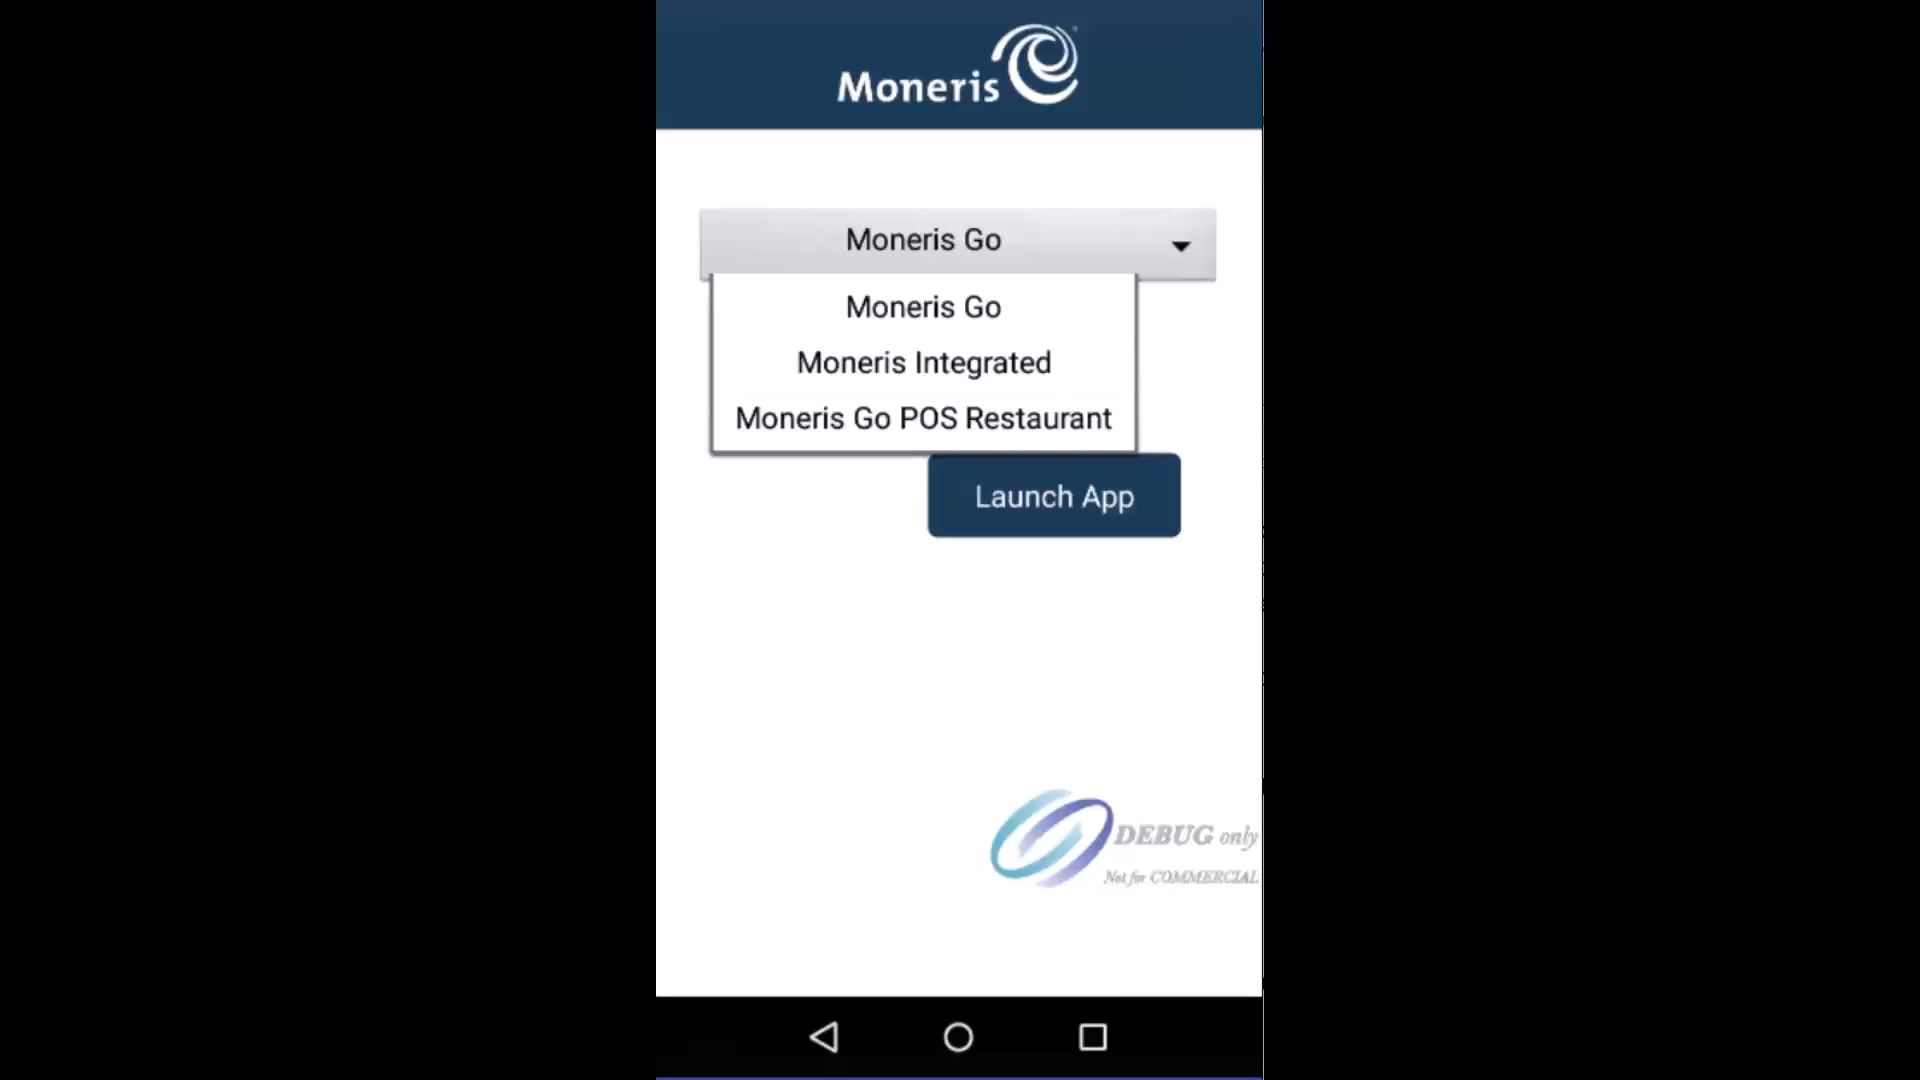 Moneris
Moneris Go
Moneris Go
Moneris Integrated
Moneris Go POS Restaurant
Launch App
DEBUG only
Not for COMMERCIAL